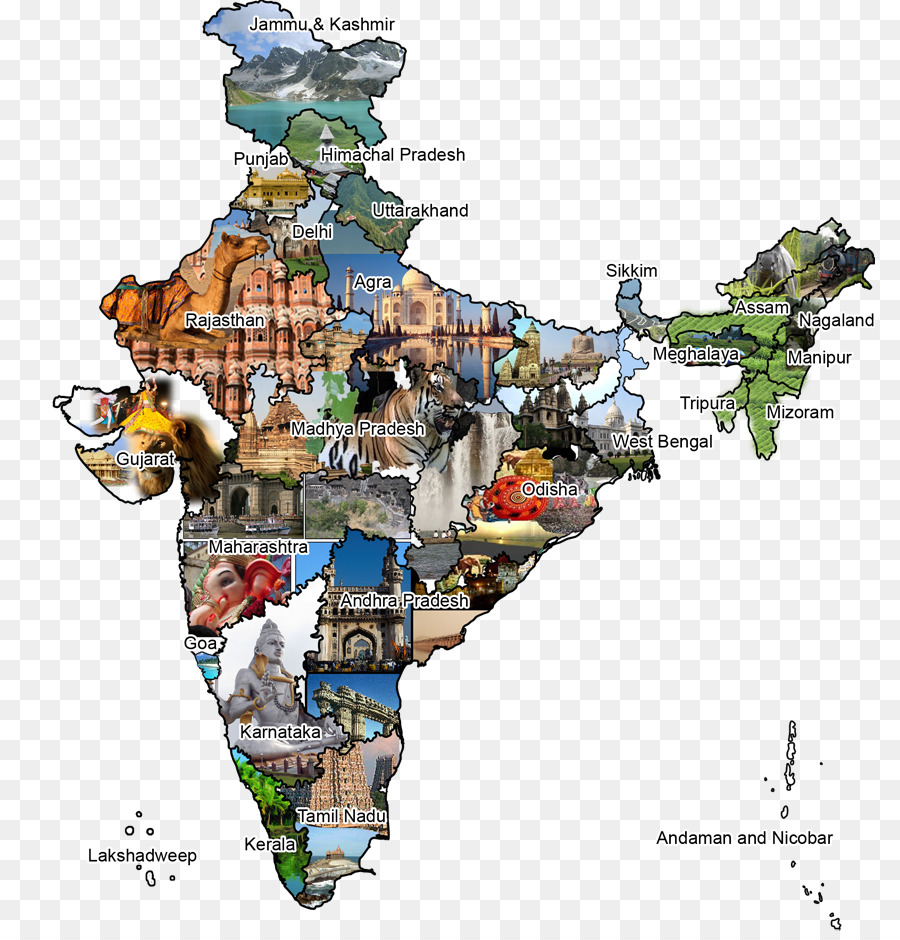 Jammu & Kashmir
Punjab
Himachal Pradesh
Uttarakhand
Delhi
Sikkim
Agra
Assam
Rajasthan
Nagaland
Meghalaya
Manipur
Tripura
Mizoram
Madhya Pradesh
West Bengal
Gujarat
Odisha
Maharashtra
Andhra Pradesh
Goa
Karnataka
Tamil Nadu
Andaman and Nicobar
Kerala
Lakshadweep